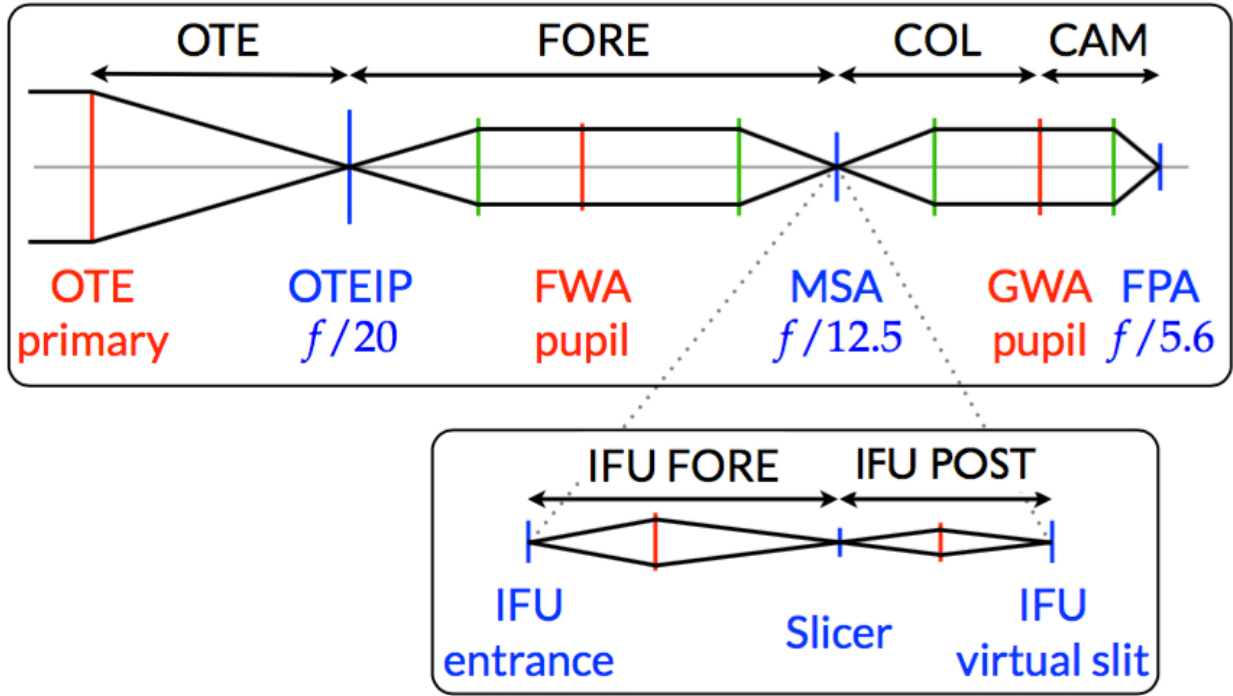 OTE FORE COL CAM
OTE OTEIP FWA MSA GWA FPA
primary f/20 pupil f/12.5 pupil f/5.6
IFU FORE IFU POST
IFU Slicer IFU
entrance virtual slit